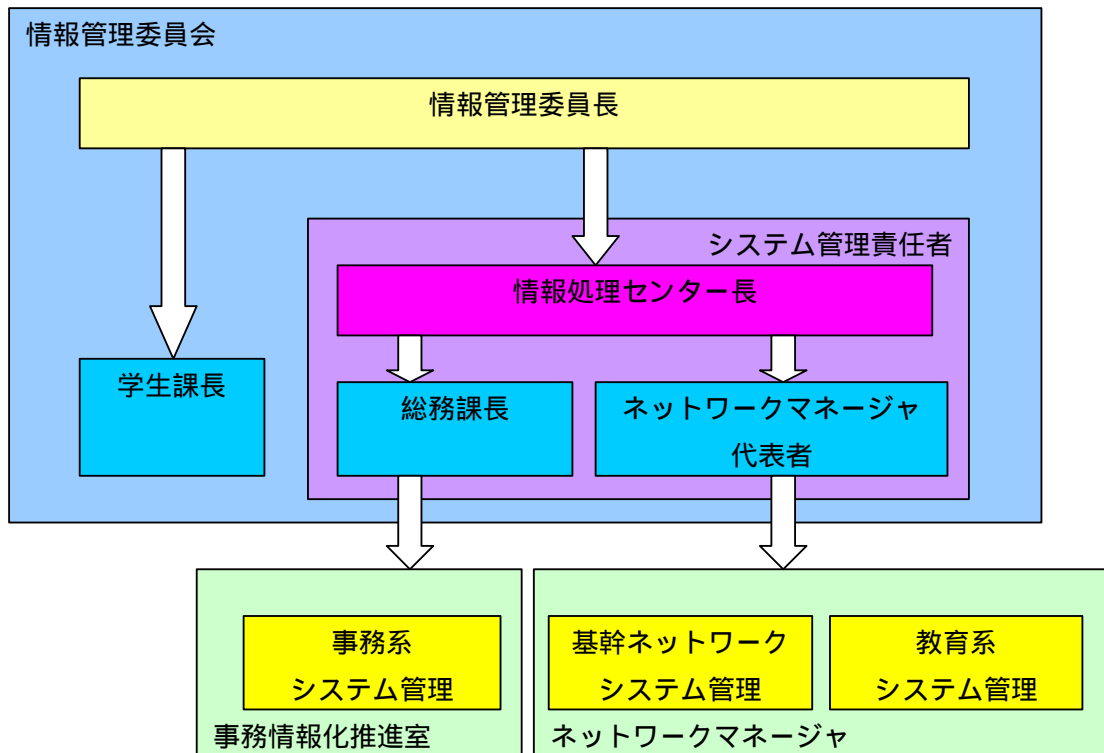 情報管理委員会
情報管理委員長
システム管理責任者
情報処理センター長
学生課長
総務課長
ネットワークマネージャ
代表者
事務系
システム管理
基幹ネットワーク
システム管理
教育系
システム管理
事務情報化推進室
ネットワークマネージャ